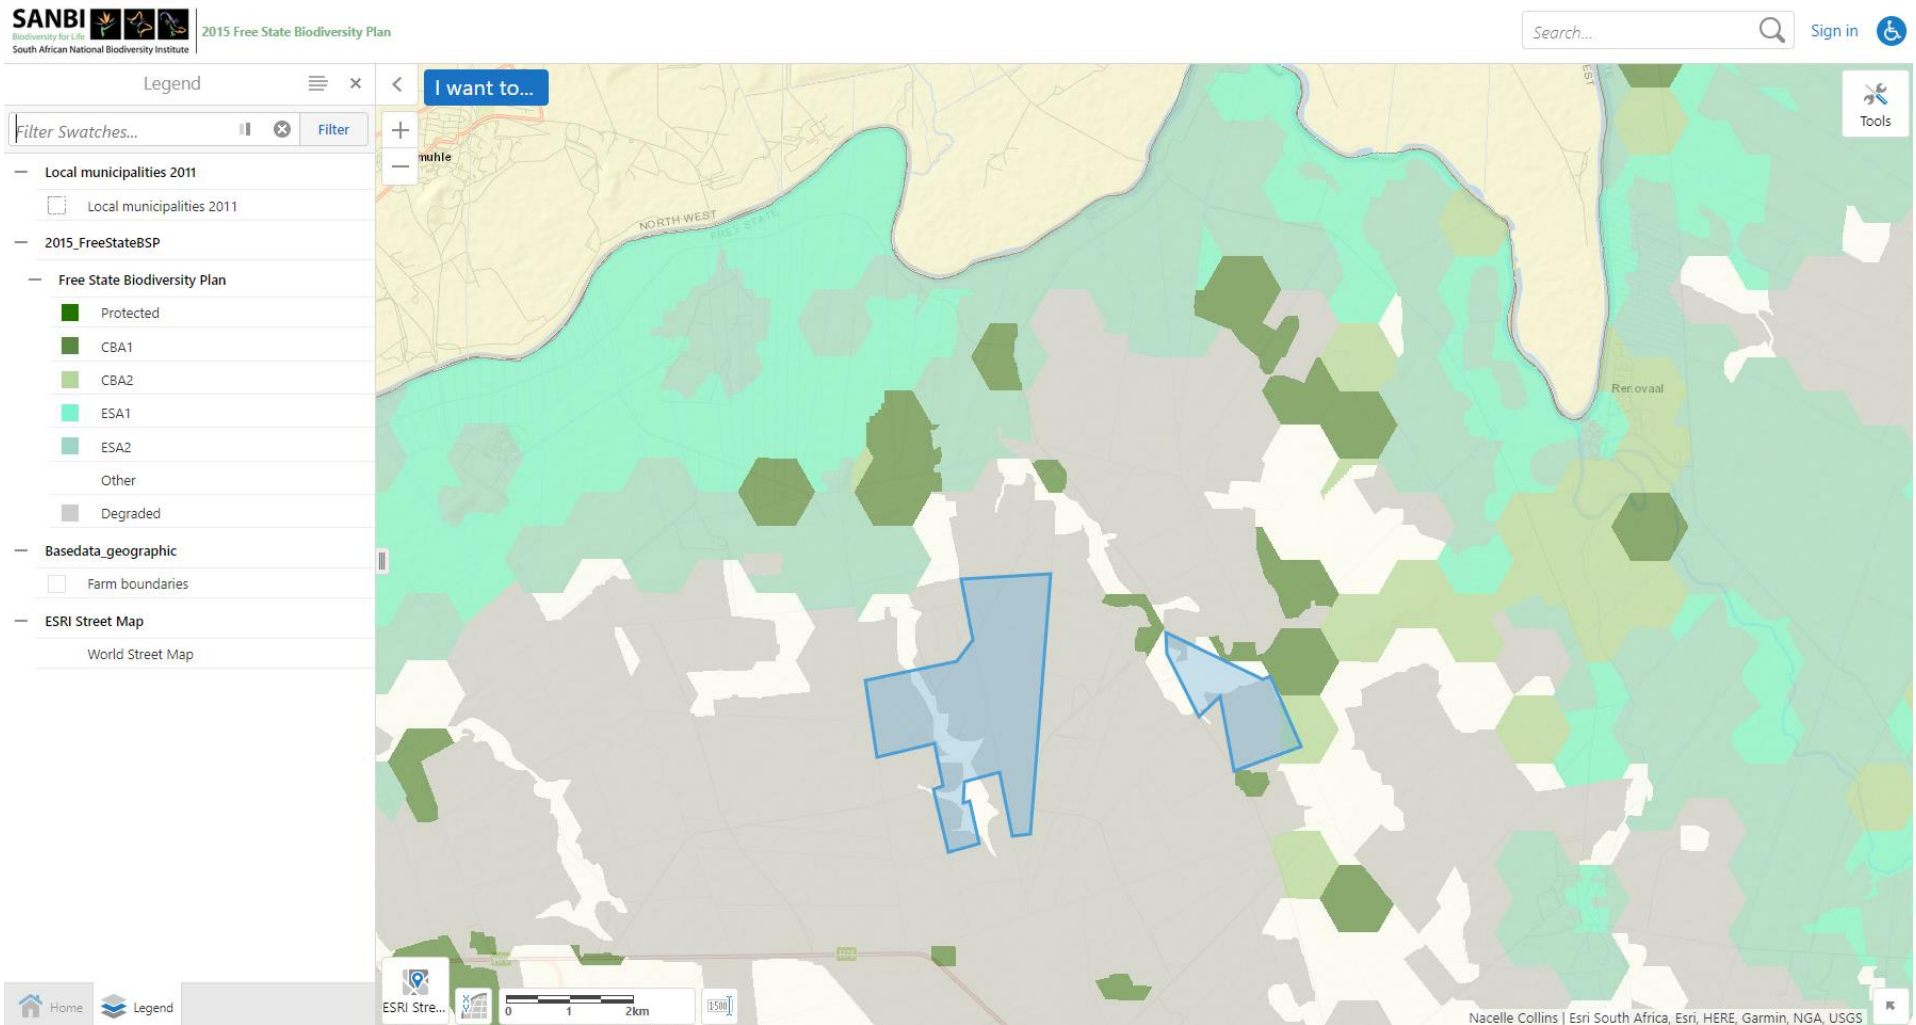 SANBI
Biodiversity for Life
South African National Biodiversity Institute
2015 Free State Biodiversity Plan
Search...
Sign in
Legend
I want to...
Filter Swatches...
Filter
Tools
Local municipalities 2011
Local municipalities 2011
2015_FreeStateBSP
Free State Biodiversity Plan
Protected
CBA1
CBA2
ESA1
ESA2
Other
Degraded
Basedata_geographic
Farm boundaries
ESRI Street Map
World Street Map
muhle
NORTH WEST
FREE STATE
Renovaal
Home
Legend
ESRI Stre...
0 1 2km
1:500
Nacelle Collins | Esri South Africa, Esri, HERE, Garmin, NGA, USGS